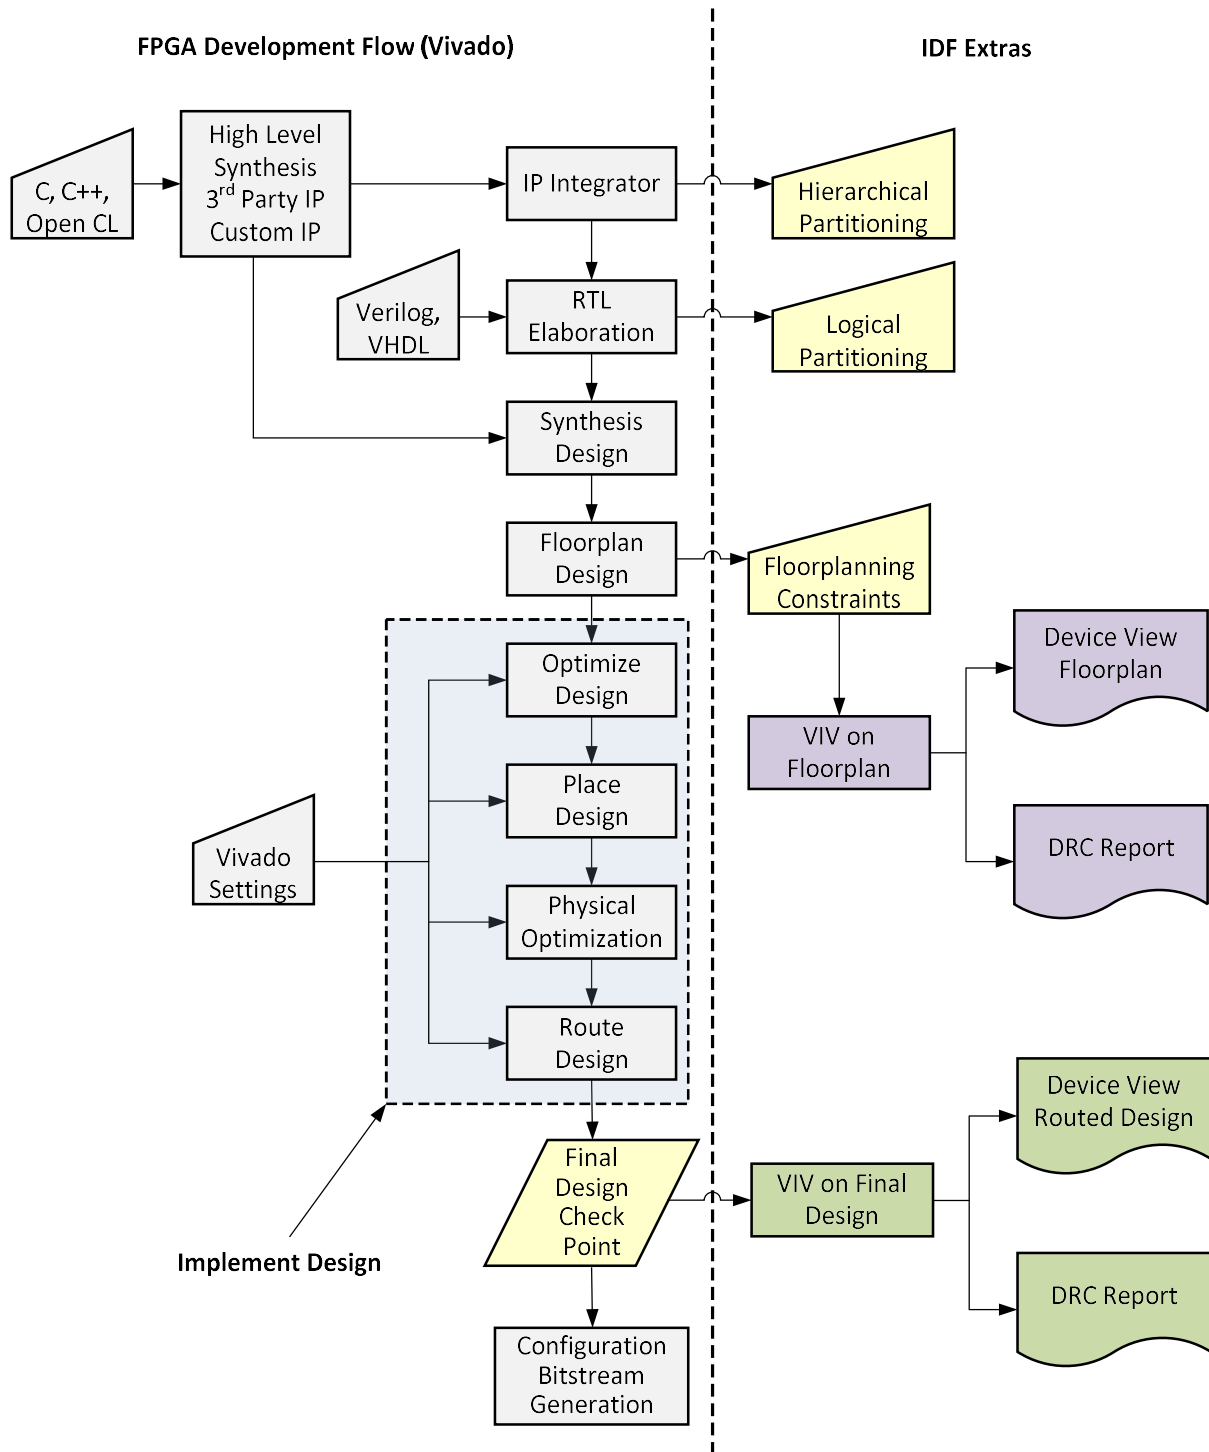 FPGA Development Flow (Vivado)
IDF Extras
C, C++,
Open CL
High Level
Synthesis
3rd Party IP
Custom IP
IP Integrator
Hierarchical
Partitioning
Verilog,
VHDL
RTL
Elaboration
Logical
Partitioning
Synthesis
Design
Floorplan
Design
Floorplanning
Constraints
Device View
Floorplan
Optimize
Design
VIV on
Floorplan
Place
Design
DRC Report
Vivado
Settings
Physical
Optimization
Route
Design
Device View
Routed Design
Final
Design
Check
Point
VIV on Final
Design
Implement Design
DRC Report
Configuration
Bitstream
Generation